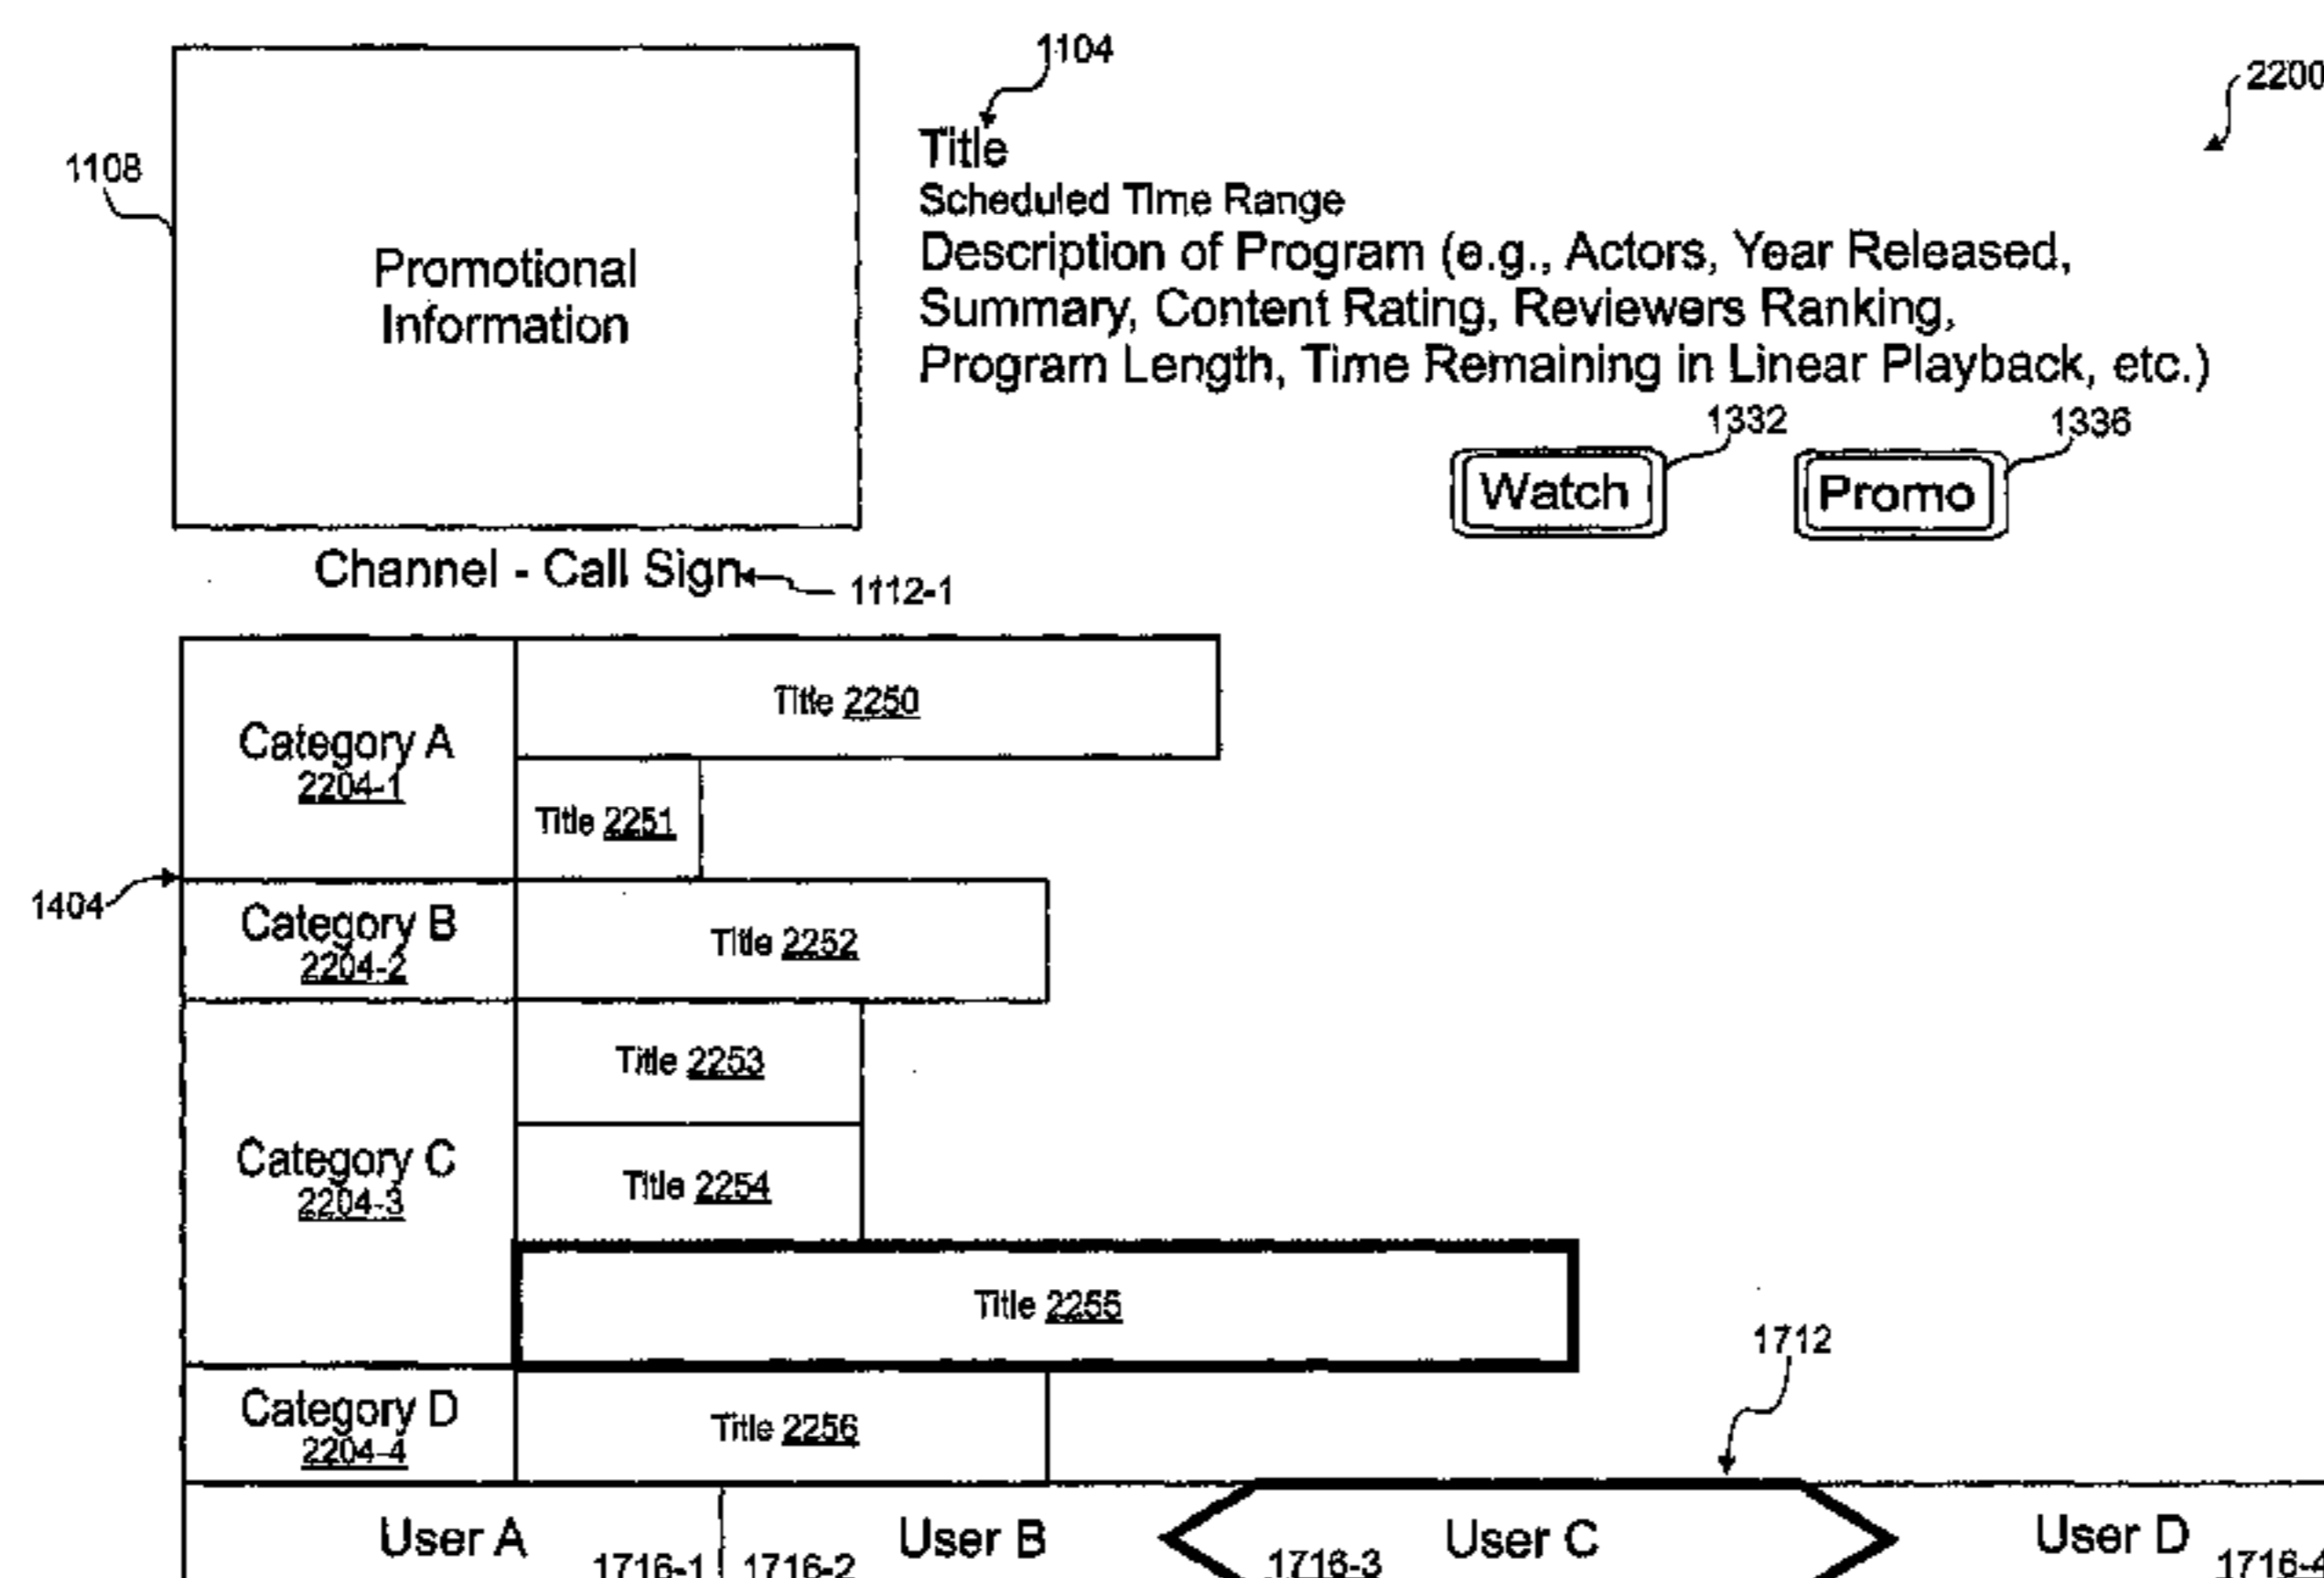 1104
2200
1108
Title
Scheduled Time Range
Promotional
Information
Description of Program (e.g., Actors, Year Released,
Summary, Content Rating, Reviewers Ranking,
Program Length, Time Remaining in Linear Playback, etc.)
1332
1336
Watch
Promo
Channel - Call Sign
1112-1
Category A
2204-1
Title 2250
Title 2251
1404
Category B
2204-2
Title 2252
Category C
2204-3
Title 2253
Title 2254
Title 2255
1712
Category D
2204-4
Title 2256
User A
1716-1
1716-2
User B
1716-3
User C
User D
1716-4